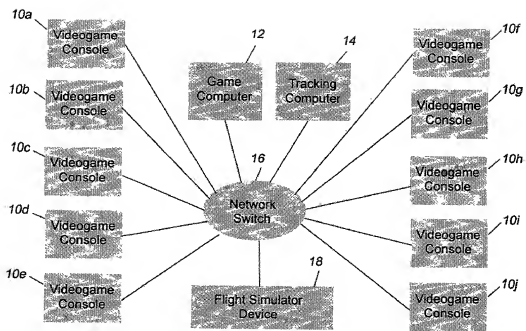 10a
Videogame
Console
10b
Videogame
Console
10c
Videogame
Console
10d
Videogame
Console
10e
Videogame
Console
12
Game
Computer
14
Tracking
Computer
16
Network
Switch
18
Flight Simulator
Device
10f
Videogame
Console
10g
Videogame
Console
10h
Videogame
Console
10i
Videogame
Console
10j
Videogame
Console